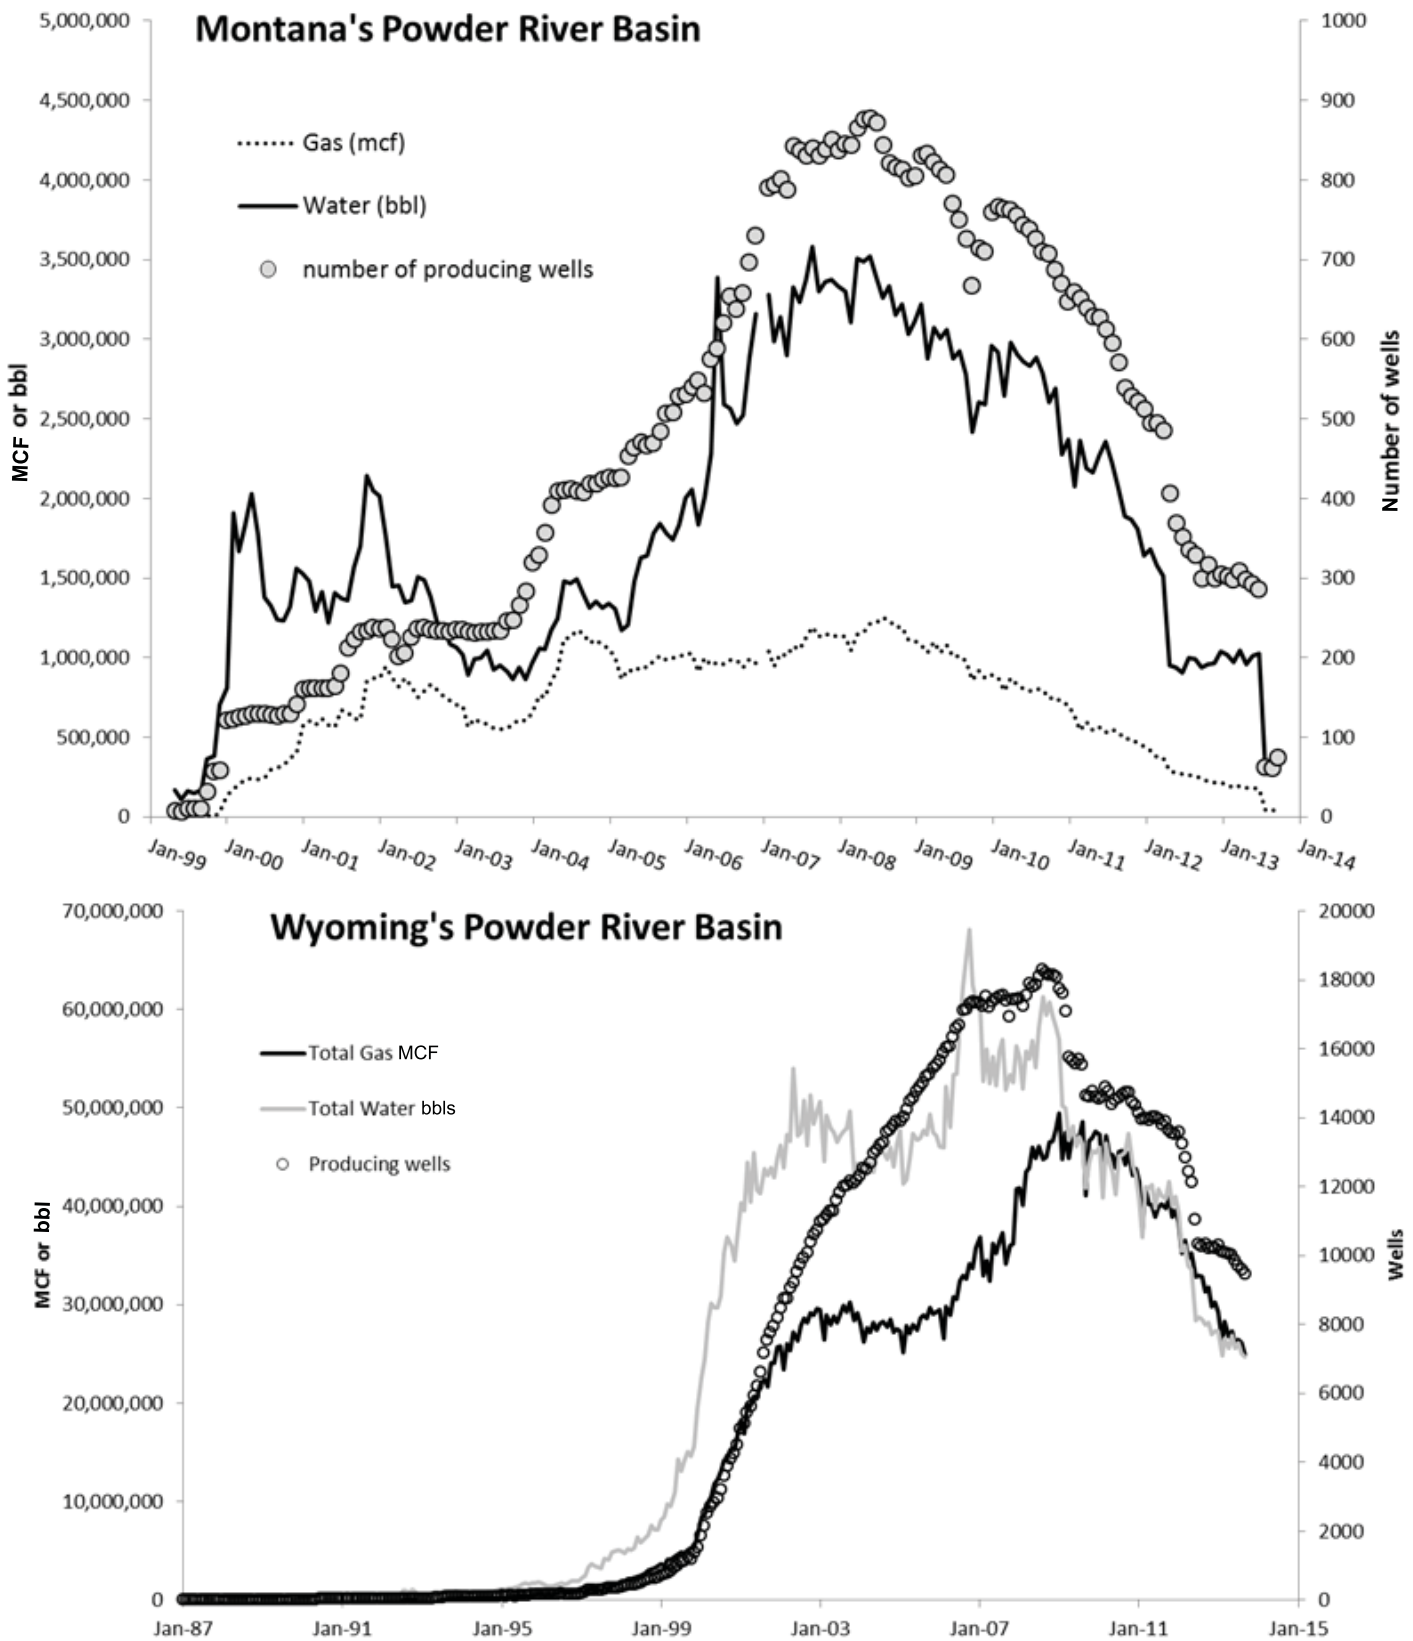 Montana's Powder River Basin
5,000,000
4,500,000
4,000,000
3,500,000
3,000,000
2,500,000
2,000,000
1,500,000
1,000,000
500,000
0
MCF or bbl
Gas (mcf)
Water (bbl)
number of producing wells
1000
900
800
700
600
500
400
300
200
100
0
Number of wells
Jan-99 Jan-00 Jan-01 Jan-02 Jan-03 Jan-04 Jan-05 Jan-06 Jan-07 Jan-08 Jan-09 Jan-10 Jan-11 Jan-12 Jan-13 Jan-14
Wyoming's Powder River Basin
70,000,000
60,000,000
50,000,000
40,000,000
30,000,000
20,000,000
10,000,000
0
MCF or bbl
Total Gas MCF
Total Water bbls
Producing wells
20000
18000
16000
14000
12000
10000
8000
6000
4000
2000
0
Wells
Jan-87 Jan-91 Jan-95 Jan-99 Jan-03 Jan-07 Jan-11 Jan-15